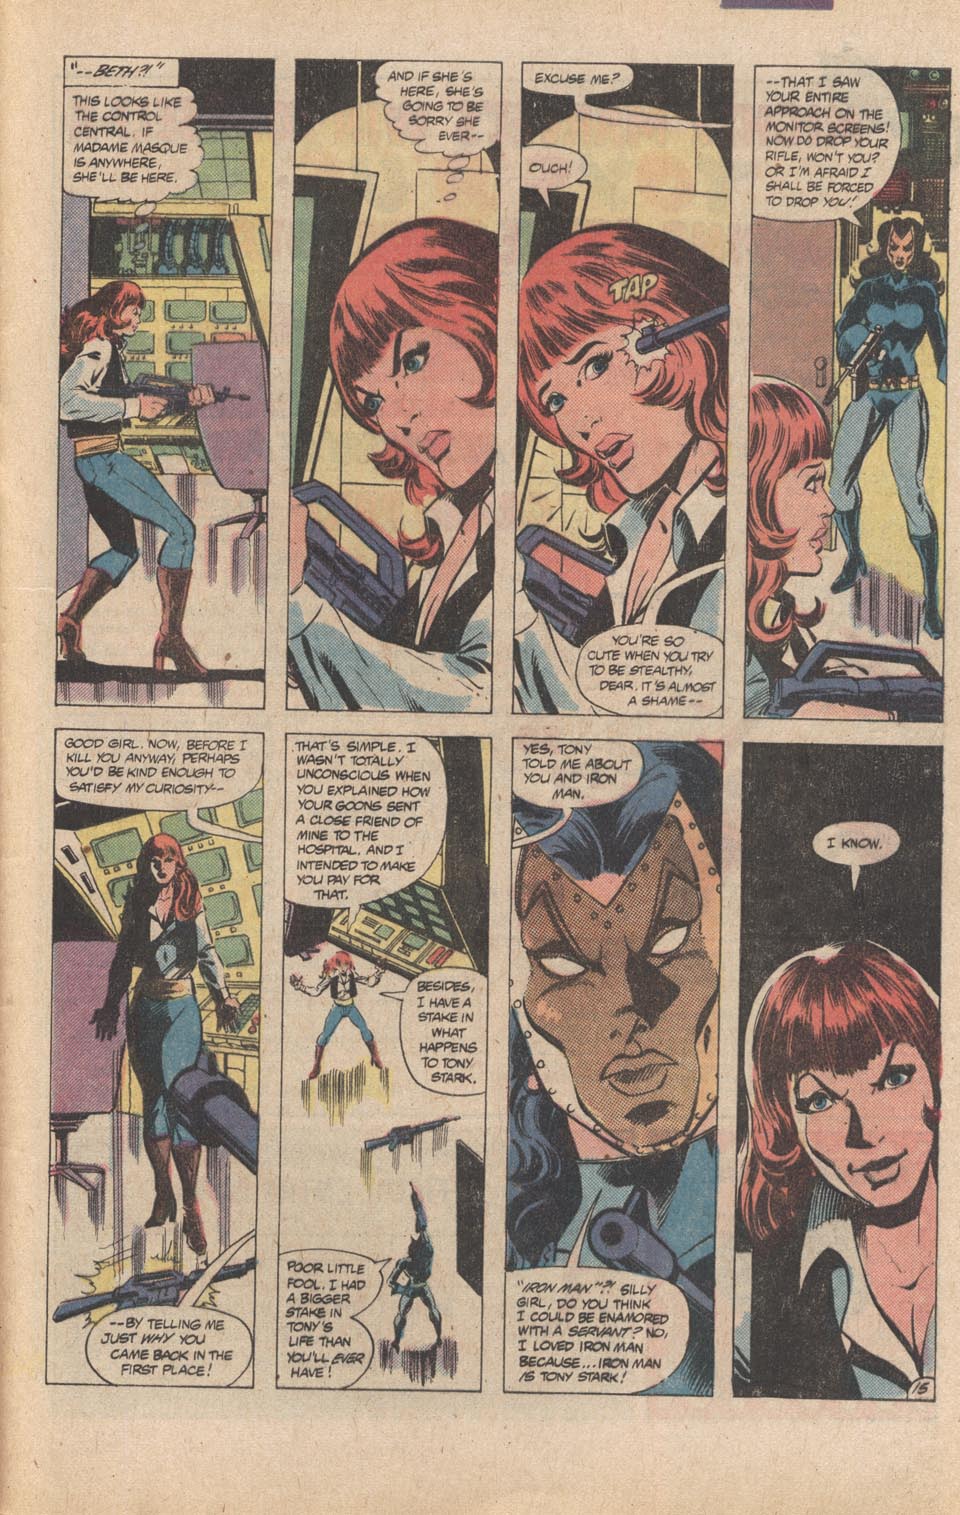 "--BETH?!"
THIS LOOKS LIKE
THE CONTROL
CENTRAL. IF
MADAME MASQUE
IS ANYWHERE,
SHE'LL BE HERE.
AND IF SHE'S
HERE, SHE'S
GOING TO BE
SORRY SHE
EVER--
EXCUSE ME?
OUCH!
TAP
YOU'RE SO
CUTE WHEN YOU TRY
TO BE STEALTHY,
DEAR. IT'S ALMOST
A SHAME--
--THAT I SAW
YOUR ENTIRE
APPROACH ON THE
MONITOR SCREENS!
NOW DO DROP YOUR
RIFLE, WON'T YOU?
OR I'M AFRAID I
SHALL BE FORCED
TO DROP YOU!
GOOD GIRL. NOW, BEFORE I
KILL YOU ANYWAY, PERHAPS
YOU'D BE KIND ENOUGH TO
SATISFY MY CURIOSITY--
--BY TELLING ME
JUST WHY YOU
CAME BACK IN THE
FIRST PLACE!
THAT'S SIMPLE. I
WASN'T TOTALLY
UNCONSCIOUS WHEN
YOU EXPLAINED HOW
YOUR GOONS SENT
A CLOSE FRIEND OF
MINE TO THE
HOSPITAL. AND I
INTENDED TO MAKE
YOU PAY FOR
THAT.
BESIDES,
I HAVE A
STAKE IN
WHAT
HAPPENS
TO TONY
STARK.
POOR LITTLE
FOOL. I HAD
A BIGGER
STAKE IN
TONY'S
LIFE THAN
YOU'LL EVER
HAVE!
YES, TONY
TOLD ME ABOUT
YOU AND IRON
MAN.
"IRON MAN"?! SILLY
GIRL, DO YOU THINK
I COULD BE ENAMORED
WITH A SERVANT? NO,
I LOVED IRON MAN
BECAUSE...IRON MAN
IS TONY STARK!
I KNOW.
15